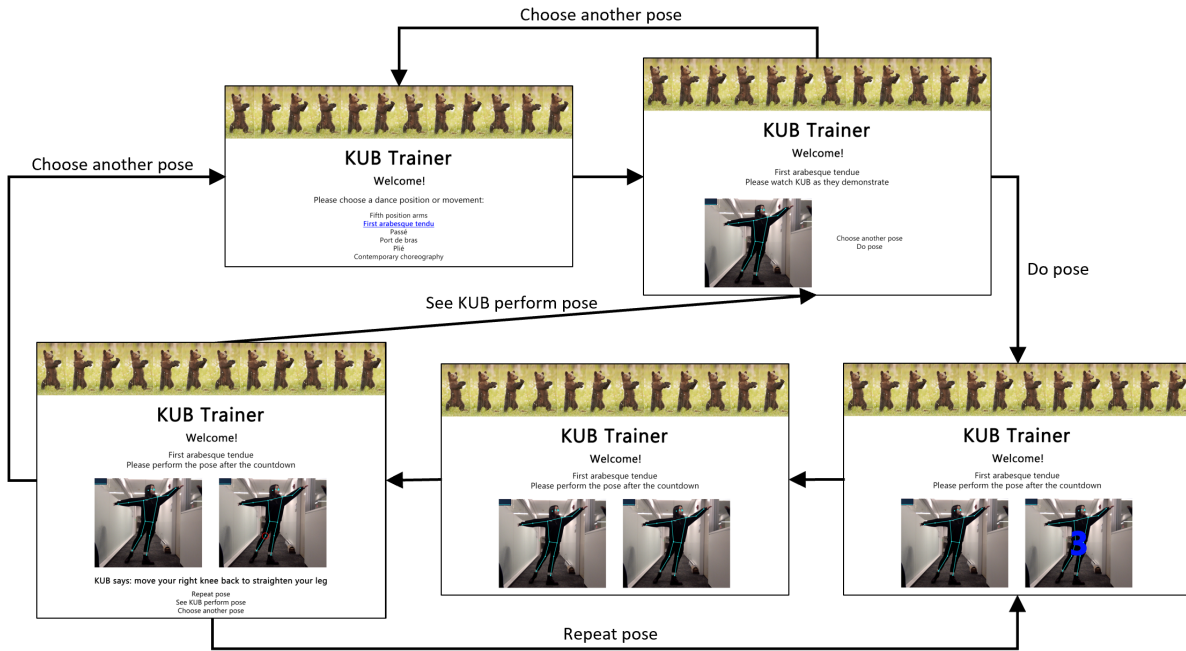 Choose another pose
KUB Trainer
Welcome!
Please choose a dance position or movement:
Fifth position arms
First arabesque tendu
Passé
Port de bras
Plié
Contemporary choreography
KUB Trainer
Welcome!
First arabesque tendue
Please watch KUB as they demonstrate
Choose another pose
Do pose
Choose another pose
Do pose
See KUB perform pose
KUB Trainer
Welcome!
First arabesque tendue
Please perform the pose after the countdown
KUB says: move your right knee back to straighten your leg
Repeat pose
See KUB perform pose
Choose another pose
KUB Trainer
Welcome!
First arabesque tendue
Please perform the pose after the countdown
KUB Trainer
Welcome!
First arabesque tendue
Please perform the pose after the countdown
3
Repeat pose